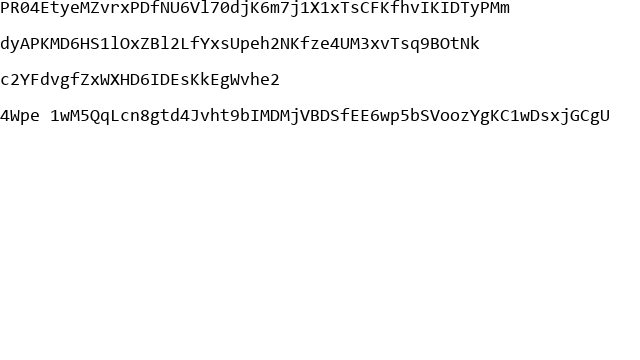 PR04EtyeMZvrxPDfNU6Vl70djK6m7j1X1xTsCFKfhvIKIDTyPMm
dyAPKMD6HS1lOxZBl2LfYxsUpeh2NKfze4UM3xvTsq9BOtNk
c2YFdvgfZxWXHD6IDEsKkEgWvhe2
4Wpe 1wM5QqLcn8gtd4Jvht9bIMDMjVBDSfEE6wp5bSVoozYgKC1wDsxjGCgU